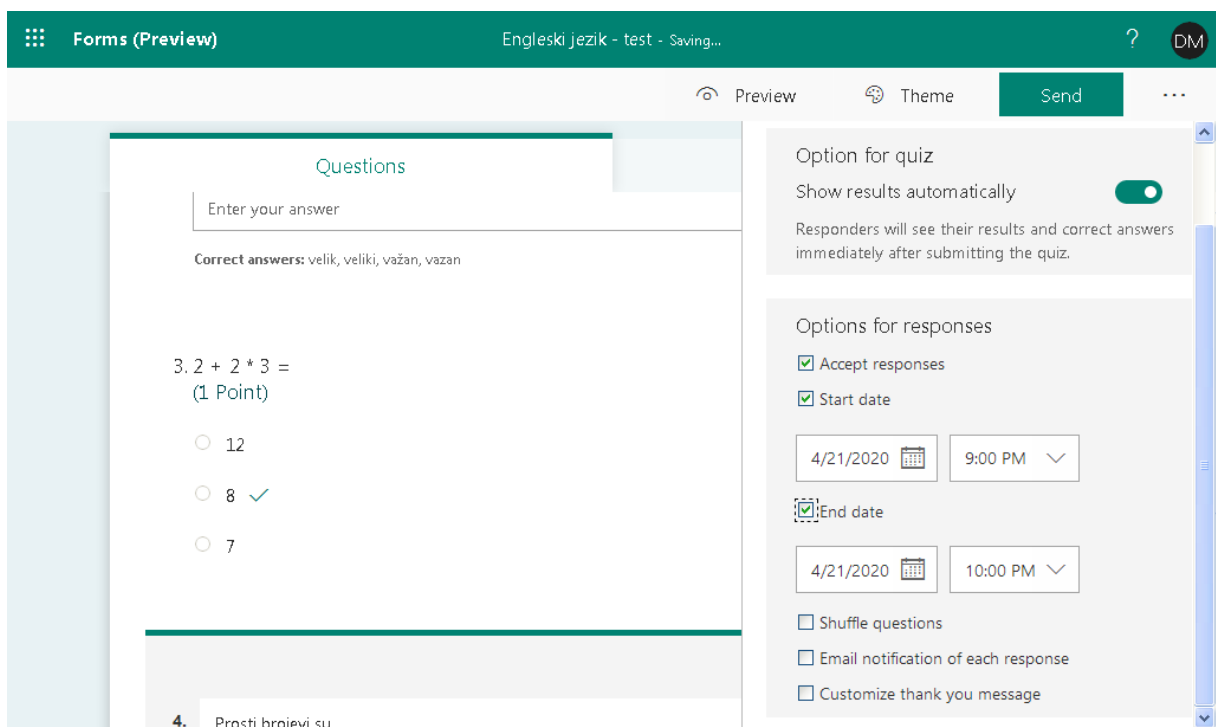 Forms (Preview)
Engleski jezik - test - Saving...
?
DM
Preview
Theme
Send
...
Questions
Enter your answer
Correct answers: velik, veliki, važan, vazan
3. 2 + 2 * 3 =
(1 Point)
12
8
7
4. Prosti brojevi su
Option for quiz
Show results automatically
Responders will see their results and correct answers
immediately after submitting the quiz.
Options for responses
Accept responses
Start date
4/21/2020
9:00 PM
End date
4/21/2020
10:00 PM
Shuffle questions
Email notification of each response
Customize thank you message